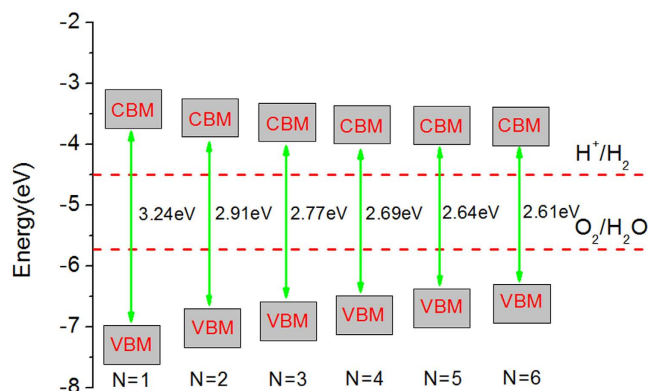 -2
-3
-4
-5
-6
-7
-8
Energy(eV)
CBM CBM CBM CBM CBM CBM
H⁺/H₂
3.24eV 2.91eV 2.77eV 2.69eV 2.64eV 2.61eV
O₂/H₂O
VBM VBM VBM VBM VBM VBM
N=1 N=2 N=3 N=4 N=5 N=6